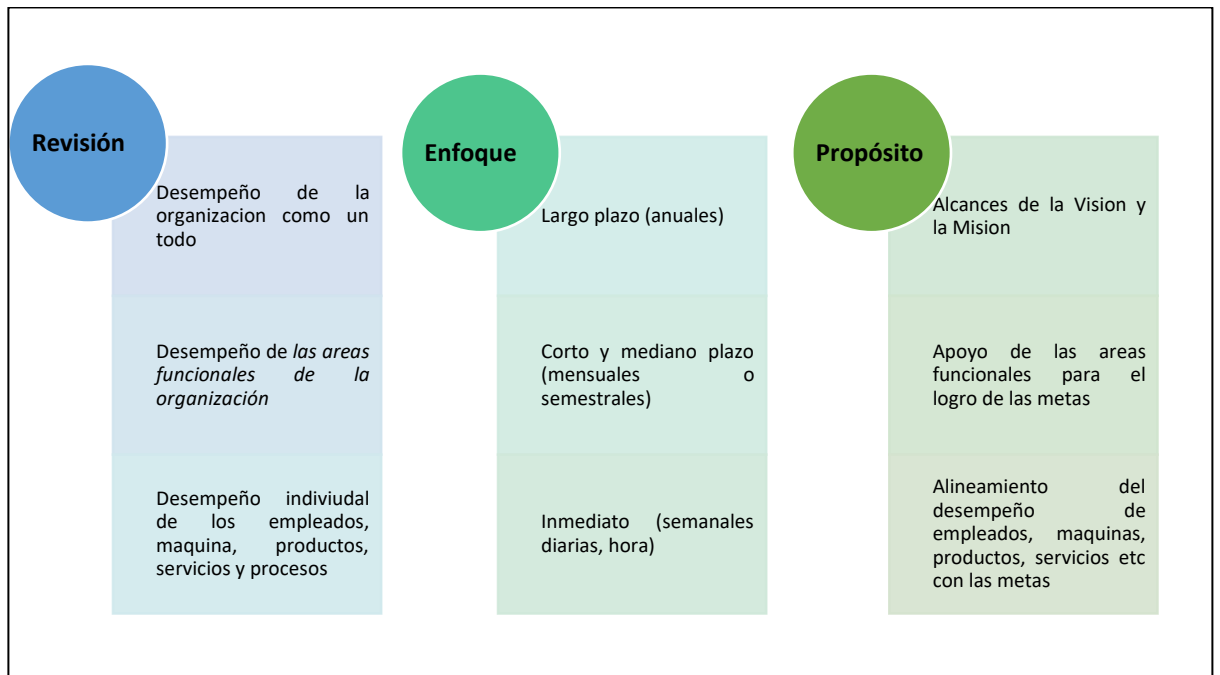 Revisión
Desempeño de la
organizacion como un
todo
Desempeño de las areas
funcionales de la
organización
Desempeño indiviudal
de los empleados,
maquina, productos,
servicios y procesos
Enfoque
Largo plazo (anuales)
Corto y mediano plazo
(mensuales o
semestrales)
Inmediato (semanales
diarias, hora)
Propósito
Alcances de la Vision y
la Mision
Apoyo de las areas
funcionales para el
logro de las metas
Alineamiento del
desempeño de
empleados, maquinas,
productos, servicios etc
con las metas